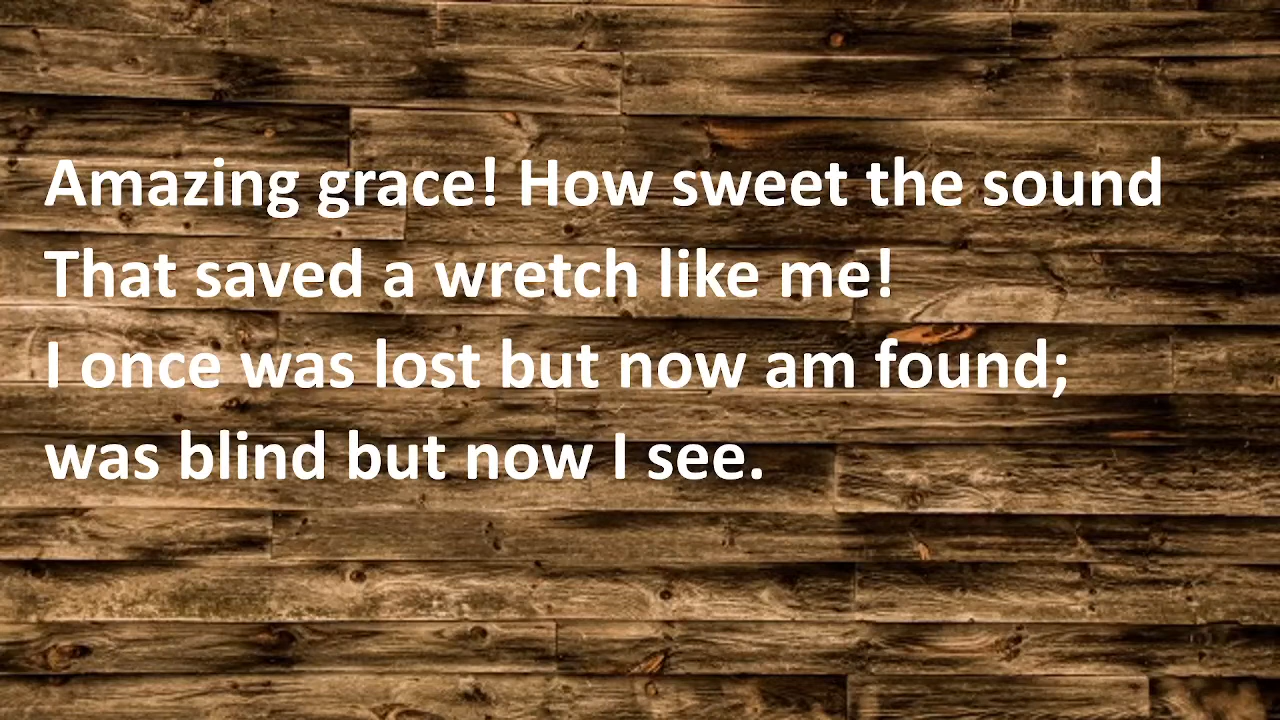 Amazing grace! How sweet the sound
That saved a wretch like me!
I once was lost but now am found;
was blind but now I see.